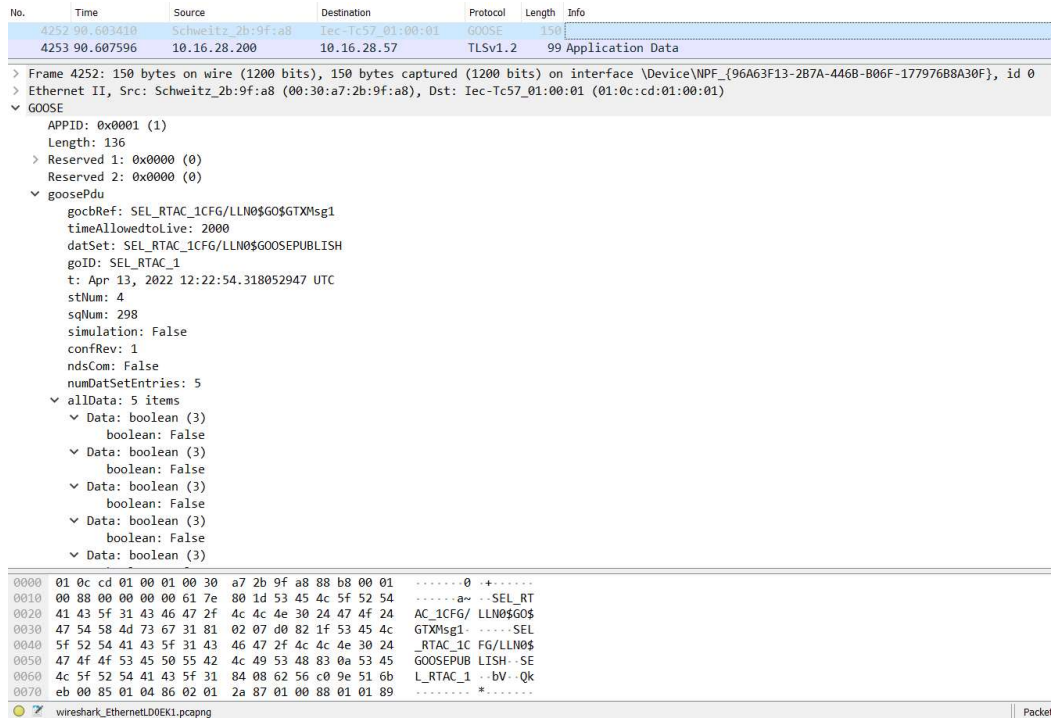 No. Time Source Destination Protocol Length Info
4252 90.603410 Schweitz_2b:9f:a8 Iec-Tc57_01:00:01 GOOSE 150
4253 90.607596 10.16.28.200 10.16.28.57 TLSv1.2 99 Application Data
> Frame 4252: 150 bytes on wire (1200 bits), 150 bytes captured (1200 bits) on interface \Device\NPF_{96A63F13-2B7A-446B-B06F-177976B8A30F}, id 0
> Ethernet II, Src: Schweitz_2b:9f:a8 (00:30:a7:2b:9f:a8), Dst: Iec-Tc57_01:00:01 (01:0c:cd:01:00:01)
GOOSE
APPID: 0x0001 (1)
Length: 136
> Reserved 1: 0x0000 (0)
Reserved 2: 0x0000 (0)
goosePdu
gocbRef: SEL_RTAC_1CFG/LLN0$GO$GTXMsg1
timeAllowedtoLive: 2000
datSet: SEL_RTAC_1CFG/LLN0$GOOSEPUBLISH
goID: SEL_RTAC_1
t: Apr 13, 2022 12:22:54.318052947 UTC
stNum: 4
sqNum: 298
simulation: False
confRev: 1
ndsCom: False
numDatSetEntries: 5
allData: 5 items
Data: boolean (3)
boolean: False
Data: boolean (3)
boolean: False
Data: boolean (3)
boolean: False
Data: boolean (3)
boolean: False
Data: boolean (3)
0000 01 0c cd 01 00 01 00 30 a7 2b 9f a8 88 b8 00 01 ·······0 ·+······
0010 00 88 00 00 00 00 61 7e 80 1d 53 45 4c 5f 52 54 ······a~ ··SEL_RT
0020 41 43 5f 31 43 46 47 2f 4c 4c 4e 30 24 47 4f 24 AC_1CFG/ LLN0$GO$
0030 47 54 58 4d 73 67 31 81 02 07 d0 82 1f 53 45 4c GTXMsg1· ·····SEL
0040 5f 52 54 41 43 5f 31 43 46 47 2f 4c 4c 4e 30 24 _RTAC_1C FG/LLN0$
0050 47 4f 4f 53 45 50 55 42 4c 49 53 48 83 0a 53 45 GOOSEPUB LISH··SE
0060 4c 5f 52 54 41 43 5f 31 84 08 62 56 c0 9e 51 6b L_RTAC_1 ··bV··Qk
0070 eb 00 85 01 04 86 02 01 2a 87 01 00 88 01 01 89 ········ *·······
wireshark_EthernetLD0EK1.pcapng Packet